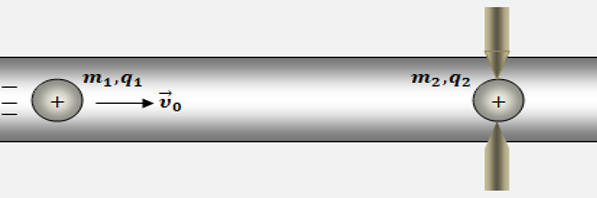 m₁,q₁
+
v⃗₀
m₂,q₂
+